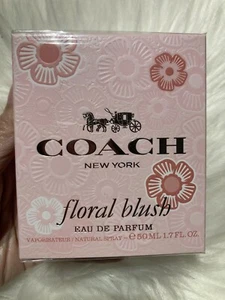 COACH
NEW YORK
floral blush
EAU DE PARFUM
VAPORISATEUR / NATURAL SPRAY ~ e 50 ML 1.7 FL. OZ.